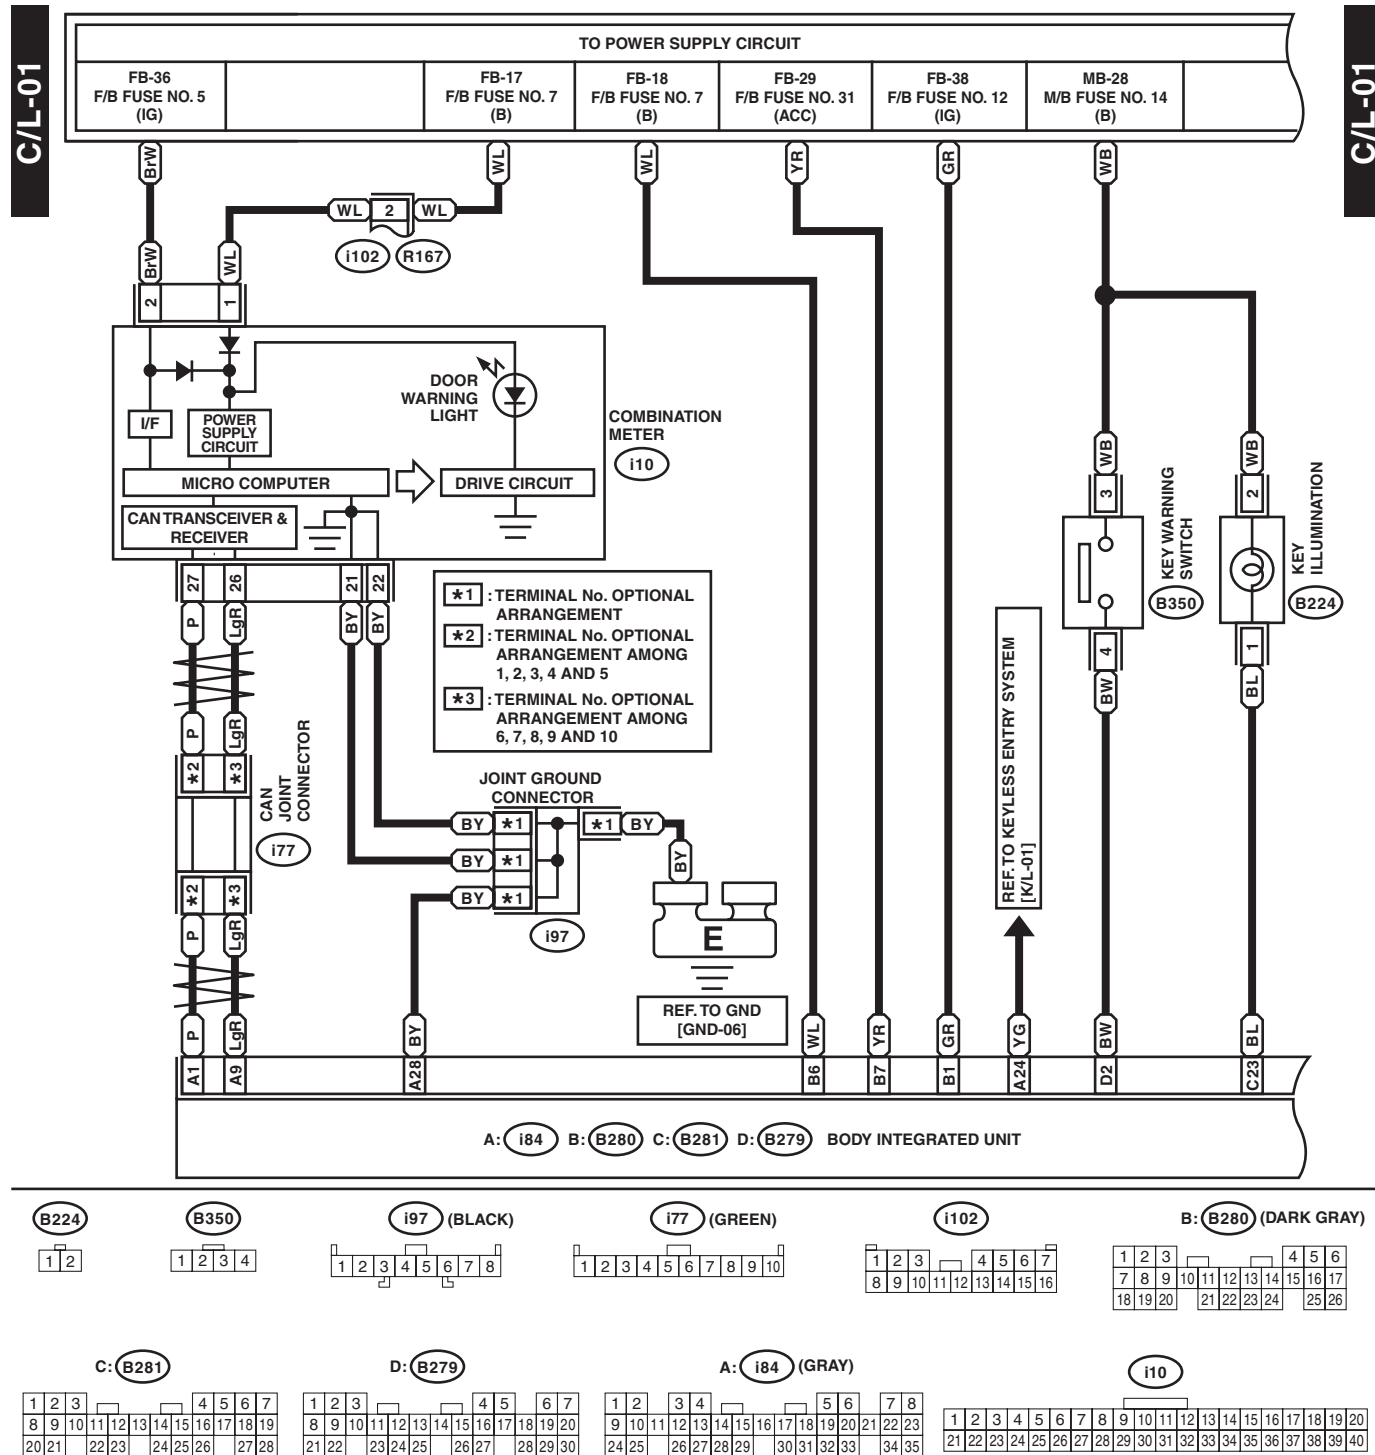 C/L-01
C/L-01
TO POWER SUPPLY CIRCUIT
FB-36
F/B FUSE NO. 5
(IG)
FB-17
F/B FUSE NO. 7
(B)
FB-18
F/B FUSE NO. 7
(B)
FB-29
F/B FUSE NO. 31
(ACC)
FB-38
F/B FUSE NO. 12
(IG)
MB-28
M/B FUSE NO. 14
(B)
BrW
WL
WL
YR
GR
WB
WL 2 WL
i102 R167
BrW
WL
2
1
DOOR
WARNING
LIGHT
I/F
POWER
SUPPLY
CIRCUIT
COMBINATION
METER
i10
MICRO COMPUTER
DRIVE CIRCUIT
CAN TRANSCEIVER &
RECEIVER
27
26
21
22
P
LgR
BY
BY
WB
3
WB
2
KEY WARNING
SWITCH
B350
KEY
ILLUMINATION
B224
4
BW
1
BL
*1 : TERMINAL No. OPTIONAL
ARRANGEMENT
*2 : TERMINAL No. OPTIONAL
ARRANGEMENT AMONG
1, 2, 3, 4 AND 5
*3 : TERMINAL No. OPTIONAL
ARRANGEMENT AMONG
6, 7, 8, 9 AND 10
P
LgR
*2
*3
CAN
JOINT
CONNECTOR
i77
*2
*3
P
LgR
JOINT GROUND
CONNECTOR
BY *1 *1 BY
BY *1
BY *1
BY
i97
E
REF. TO GND
[GND-06]
REF. TO KEYLESS ENTRY SYSTEM
[K/L-01]
P
LgR
BY
WL
YR
GR
YG
BW
BL
A1
A9
A28
B6
B7
B1
A24
D2
C23
A: i84 B: B280 C: B281 D: B279 BODY INTEGRATED UNIT
B224
1 2
B350
1 2 3 4
i97 (BLACK)
1 2 3 4 5 6 7 8
i77 (GREEN)
1 2 3 4 5 6 7 8 9 10
i102
1 2 3 4 5 6 7
8 9 10 11 12 13 14 15 16
B: B280 (DARK GRAY)
1 2 3 4 5 6
7 8 9 10 11 12 13 14 15 16 17
18 19 20 21 22 23 24 25 26
C: B281
1 2 3 4 5 6 7
8 9 10 11 12 13 14 15 16 17 18 19
20 21 22 23 24 25 26 27 28
D: B279
1 2 3 4 5 6 7
8 9 10 11 12 13 14 15 16 17 18 19 20
21 22 23 24 25 26 27 28 29 30
A: i84 (GRAY)
1 2 3 4 5 6 7 8
9 10 11 12 13 14 15 16 17 18 19 20 21 22 23
24 25 26 27 28 29 30 31 32 33 34 35
i10
1 2 3 4 5 6 7 8 9 10 11 12 13 14 15 16 17 18 19 20
21 22 23 24 25 26 27 28 29 30 31 32 33 34 35 36 37 38 39 40